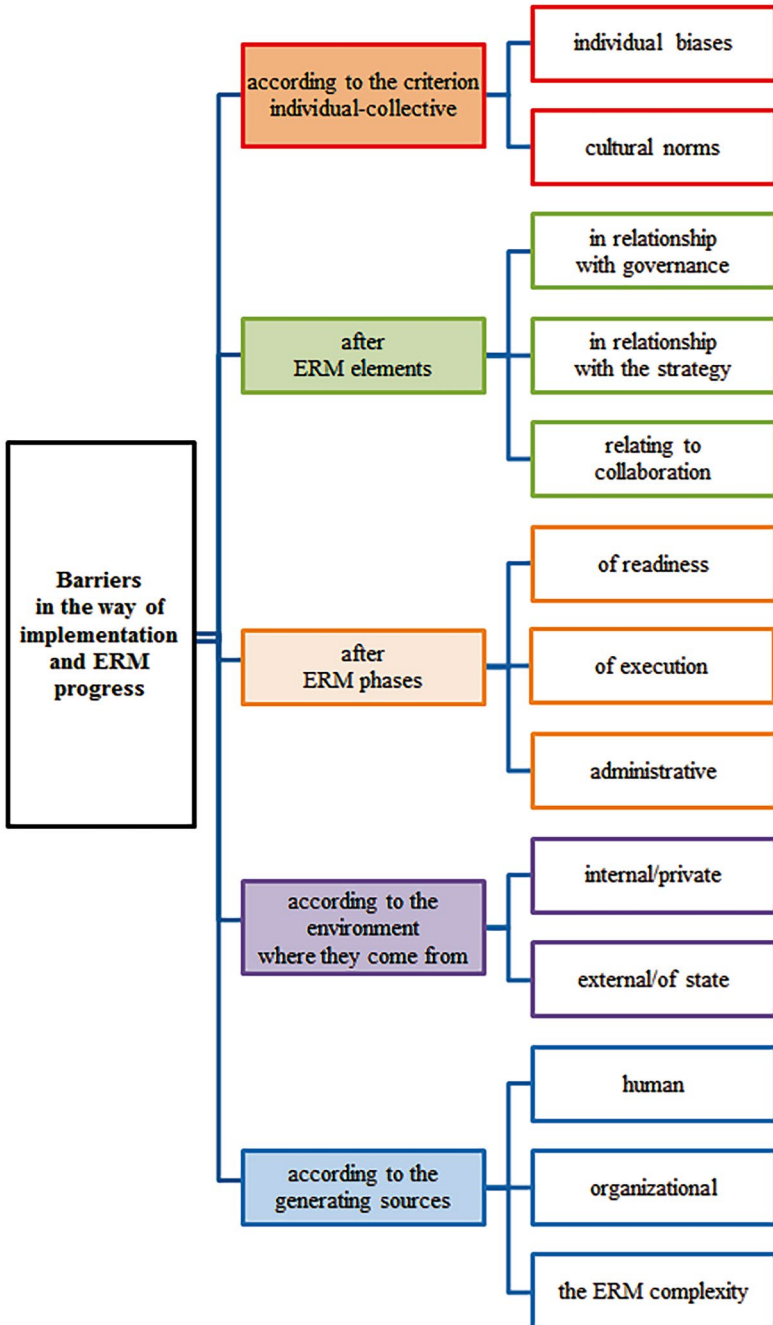 Barriers
in the way of
implementation
and ERM
progress
according to the criterion
individual-collective
individual biases
cultural norms
after
ERM elements
in relationship
with governance
in relationship
with the strategy
relating to
collaboration
after
ERM phases
of readiness
of execution
administrative
according to the
environment
where they come from
internal/private
external/of state
according to the
generating sources
human
organizational
the ERM complexity